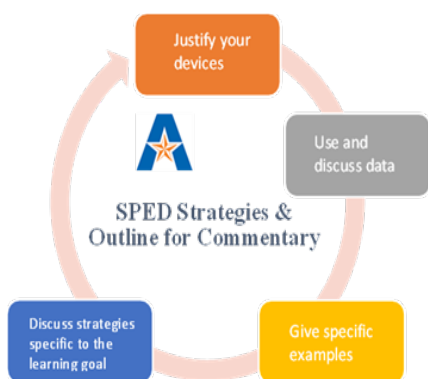 Justify your
devices
Use and
discuss data
SPED Strategies &
Outline for Commentary
Discuss strategies
specific to the
learning goal
Give specific
examples